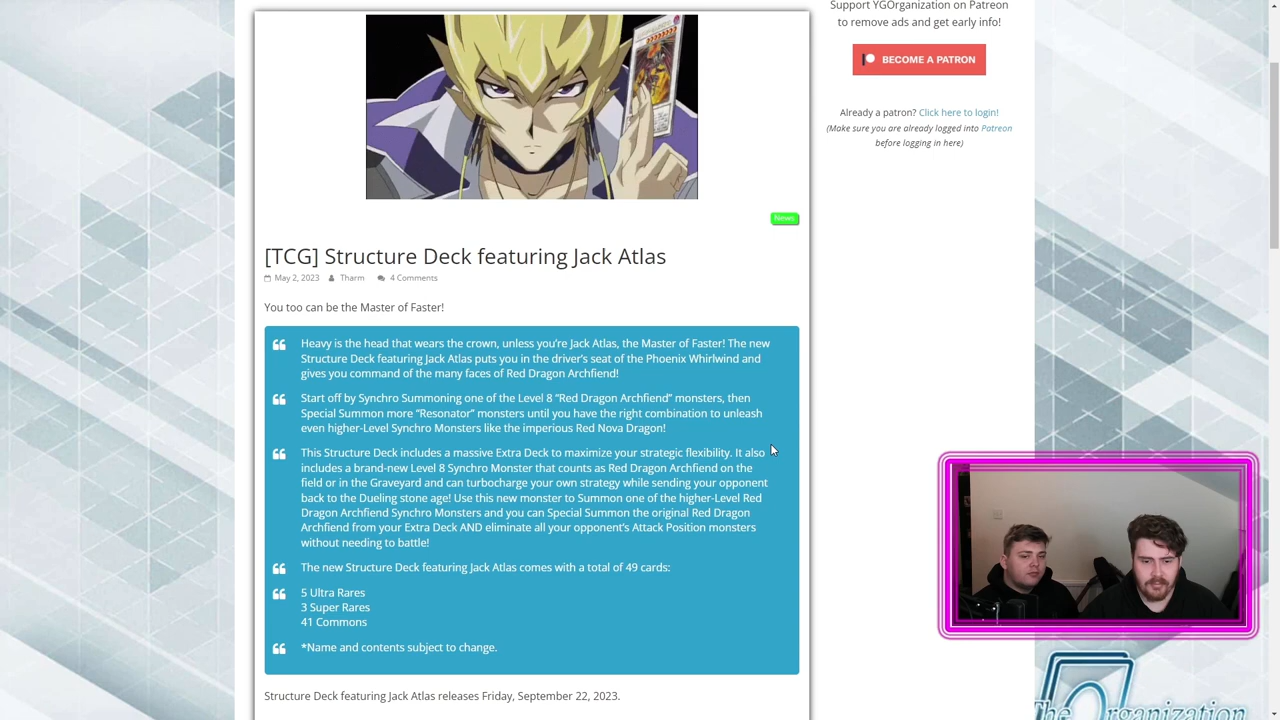 Support YGOrganization on Patreon
to remove ads and get early info!
BECOME A PATRON
Already a patron? Click here to login!
(Make sure you are already logged into Patreon
before logging in here)
News
[TCG] Structure Deck featuring Jack Atlas
May 2, 2023 Tharm 4 Comments
You too can be the Master of Faster!
Heavy is the head that wears the crown, unless you’re Jack Atlas, the Master of Faster! The new
Structure Deck featuring Jack Atlas puts you in the driver’s seat of the Phoenix Whirlwind and
gives you command of the many faces of Red Dragon Archfiend!
Start off by Synchro Summoning one of the Level 8 “Red Dragon Archfiend” monsters, then
Special Summon more “Resonator” monsters until you have the right combination to unleash
even higher-Level Synchro Monsters like the imperious Red Nova Dragon!
This Structure Deck includes a massive Extra Deck to maximize your strategic flexibility. It also
includes a brand-new Level 8 Synchro Monster that counts as Red Dragon Archfiend on the
field or in the Graveyard and can turbocharge your own strategy while sending your opponent
back to the Dueling stone age! Use this new monster to Summon one of the higher-Level Red
Dragon Archfiend Synchro Monsters and you can Special Summon the original Red Dragon
Archfiend from your Extra Deck AND eliminate all your opponent’s Attack Position monsters
without needing to battle!
The new Structure Deck featuring Jack Atlas comes with a total of 49 cards:
5 Ultra Rares
3 Super Rares
41 Commons
*Name and contents subject to change.
Structure Deck featuring Jack Atlas releases Friday, September 22, 2023.
The Organization